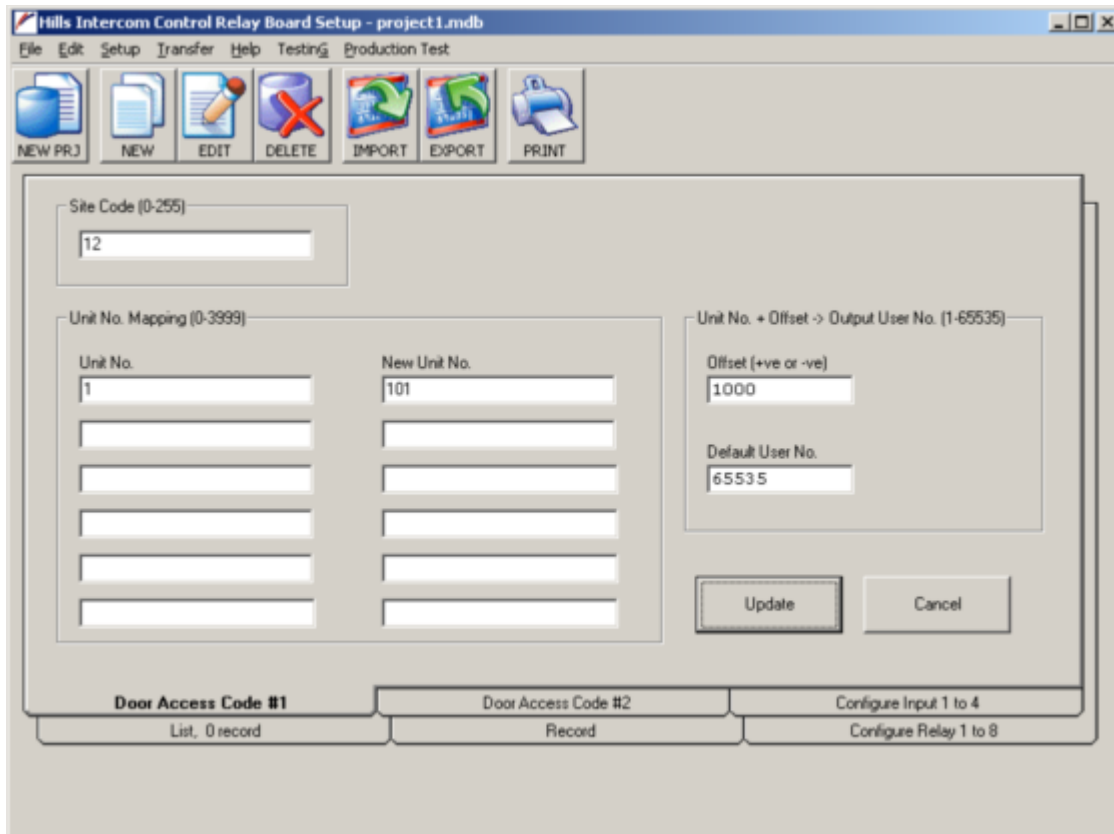 Hills Intercom Control Relay Board Setup - project1.mdb
File Edit Setup Transfer Help TestinG Production Test
NEW PRJ NEW EDIT DELETE IMPORT EXPORT PRINT
Site Code (0-255)
12
Unit No. Mapping (0-3999)
Unit No. + Offset -> Output User No. (1-65535)
Unit No. New Unit No. Offset (+ve or -ve)
1 101 1000
Default User No.
65535
Update Cancel
Door Access Code #1 Door Access Code #2 Configure Input 1 to 4
List, 0 record Record Configure Relay 1 to 8